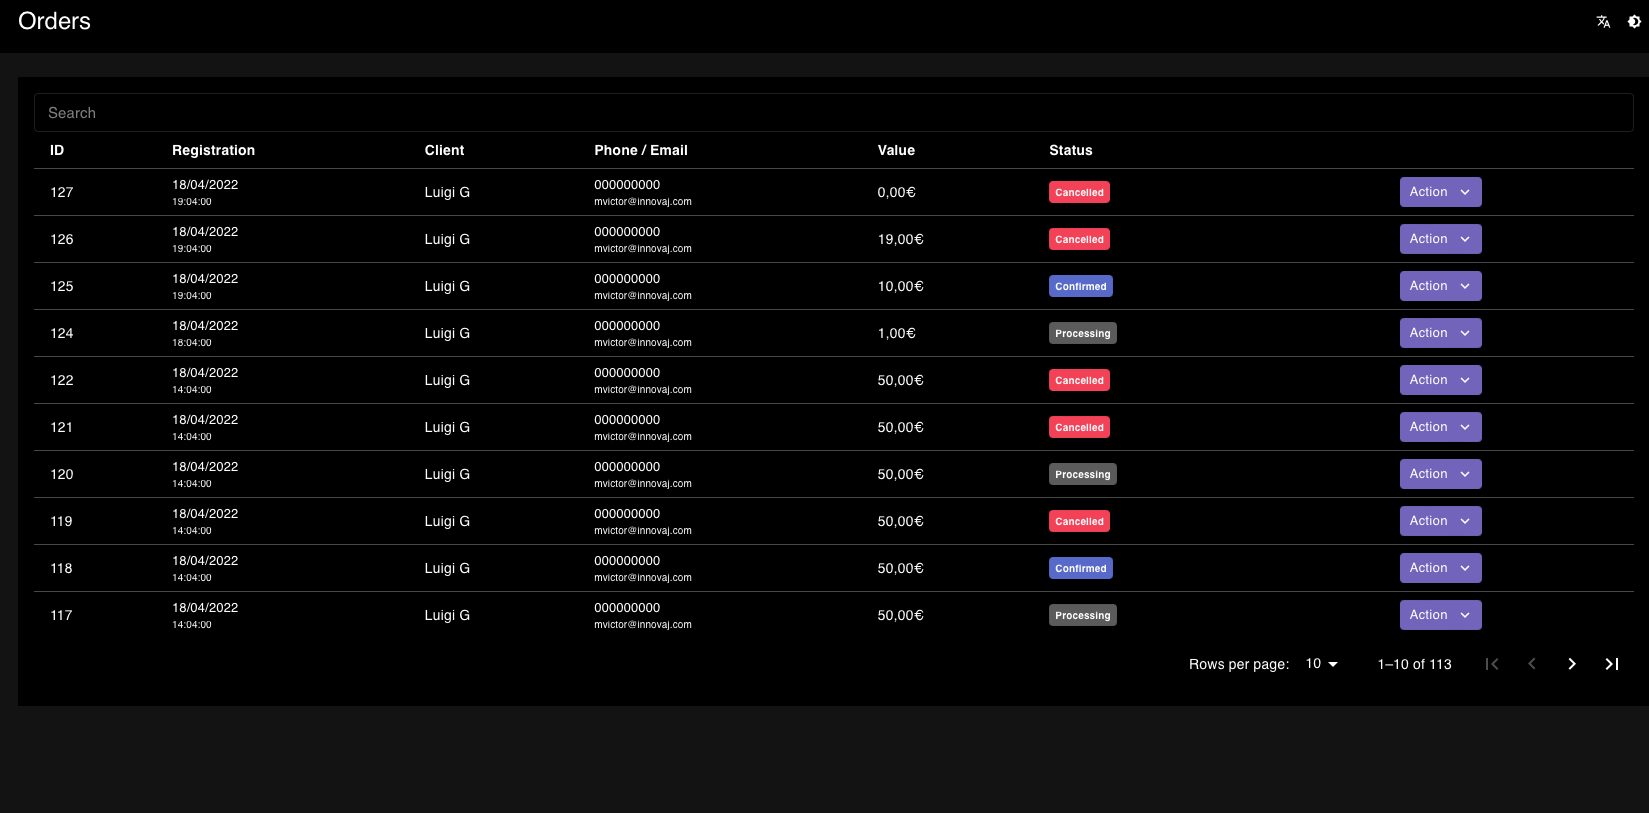 Orders
Search
ID Registration Client Phone / Email Value Status
127 18/04/2022 Luigi G 000000000 0,00€ Cancelled Action
19:04:00 mvictor@innovaj.com
126 18/04/2022 Luigi G 000000000 19,00€ Cancelled Action
19:04:00 mvictor@innovaj.com
125 18/04/2022 Luigi G 000000000 10,00€ Confirmed Action
19:04:00 mvictor@innovaj.com
124 18/04/2022 Luigi G 000000000 1,00€ Processing Action
18:04:00 mvictor@innovaj.com
122 18/04/2022 Luigi G 000000000 50,00€ Cancelled Action
14:04:00 mvictor@innovaj.com
121 18/04/2022 Luigi G 000000000 50,00€ Cancelled Action
14:04:00 mvictor@innovaj.com
120 18/04/2022 Luigi G 000000000 50,00€ Processing Action
14:04:00 mvictor@innovaj.com
119 18/04/2022 Luigi G 000000000 50,00€ Cancelled Action
14:04:00 mvictor@innovaj.com
118 18/04/2022 Luigi G 000000000 50,00€ Confirmed Action
14:04:00 mvictor@innovaj.com
117 18/04/2022 Luigi G 000000000 50,00€ Processing Action
14:04:00 mvictor@innovaj.com
Rows per page: 10 1–10 of 113